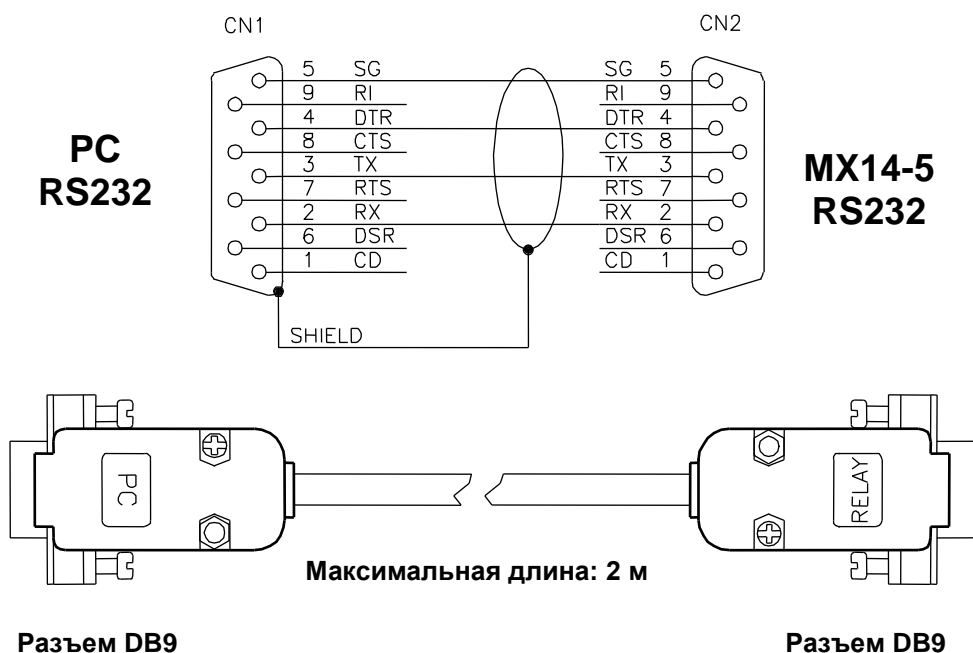 CN1
CN2
5 SG
9 RI
4 DTR
8 CTS
3 TX
7 RTS
2 RX
6 DSR
1 CD
SG 5
RI 9
DTR 4
CTS 8
TX 3
RTS 7
RX 2
DSR 6
CD 1
PC
RS232
MX14-5
RS232
SHIELD
PC
RELAY
Максимальная длина: 2 м
Разъем DB9
Разъем DB9